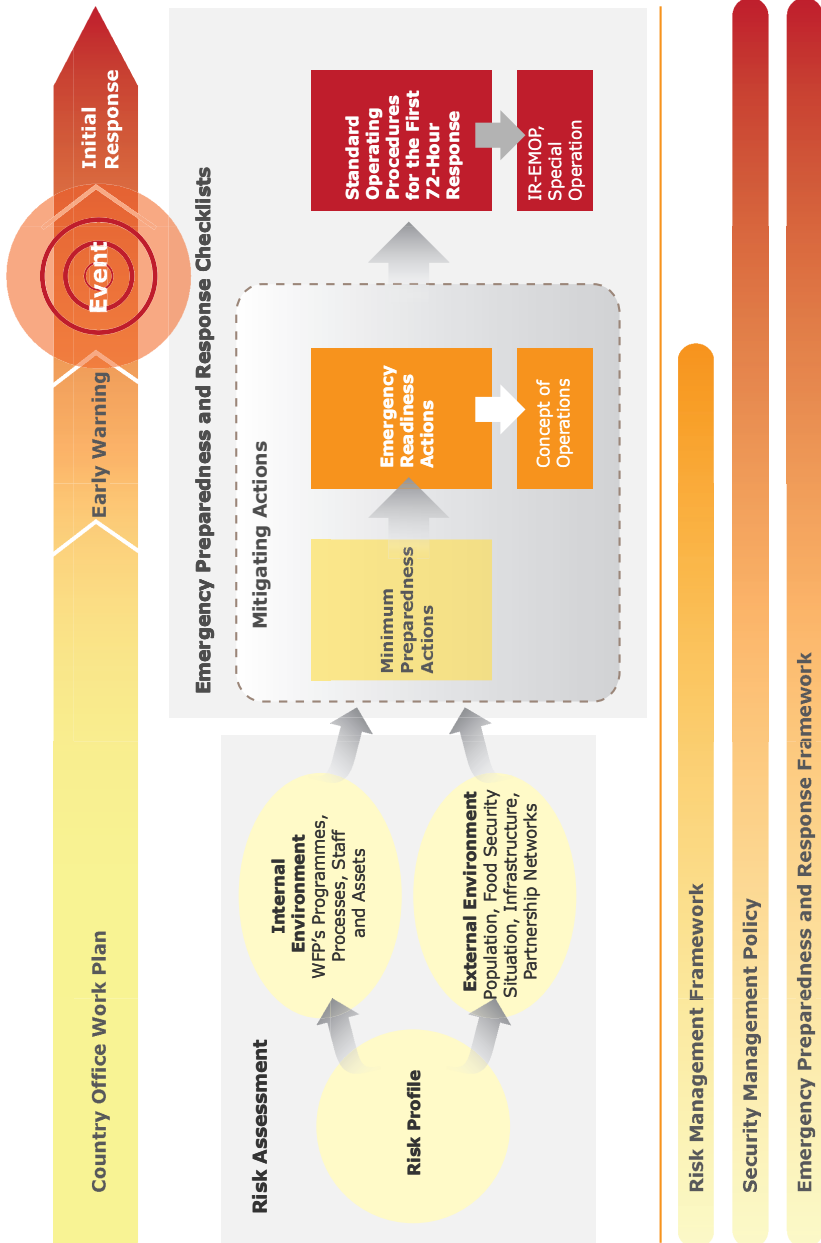 Country Office Work Plan
Early Warning
Event
Initial
Response
Risk Assessment
Risk Profile
Internal
Environment
WFP's Programmes,
Processes, Staff
and Assets
External Environment
Population, Food Security
Situation, Infrastructure,
Partnership Networks
Emergency Preparedness and Response Checklists
Mitigating Actions
Minimum
Preparedness
Actions
Emergency
Readiness
Actions
Concept of
Operations
Standard
Operating
Procedures
for the First
72-Hour
Response
IR-EMOP,
Special
Operation
Risk Management Framework
Security Management Policy
Emergency Preparedness and Response Framework